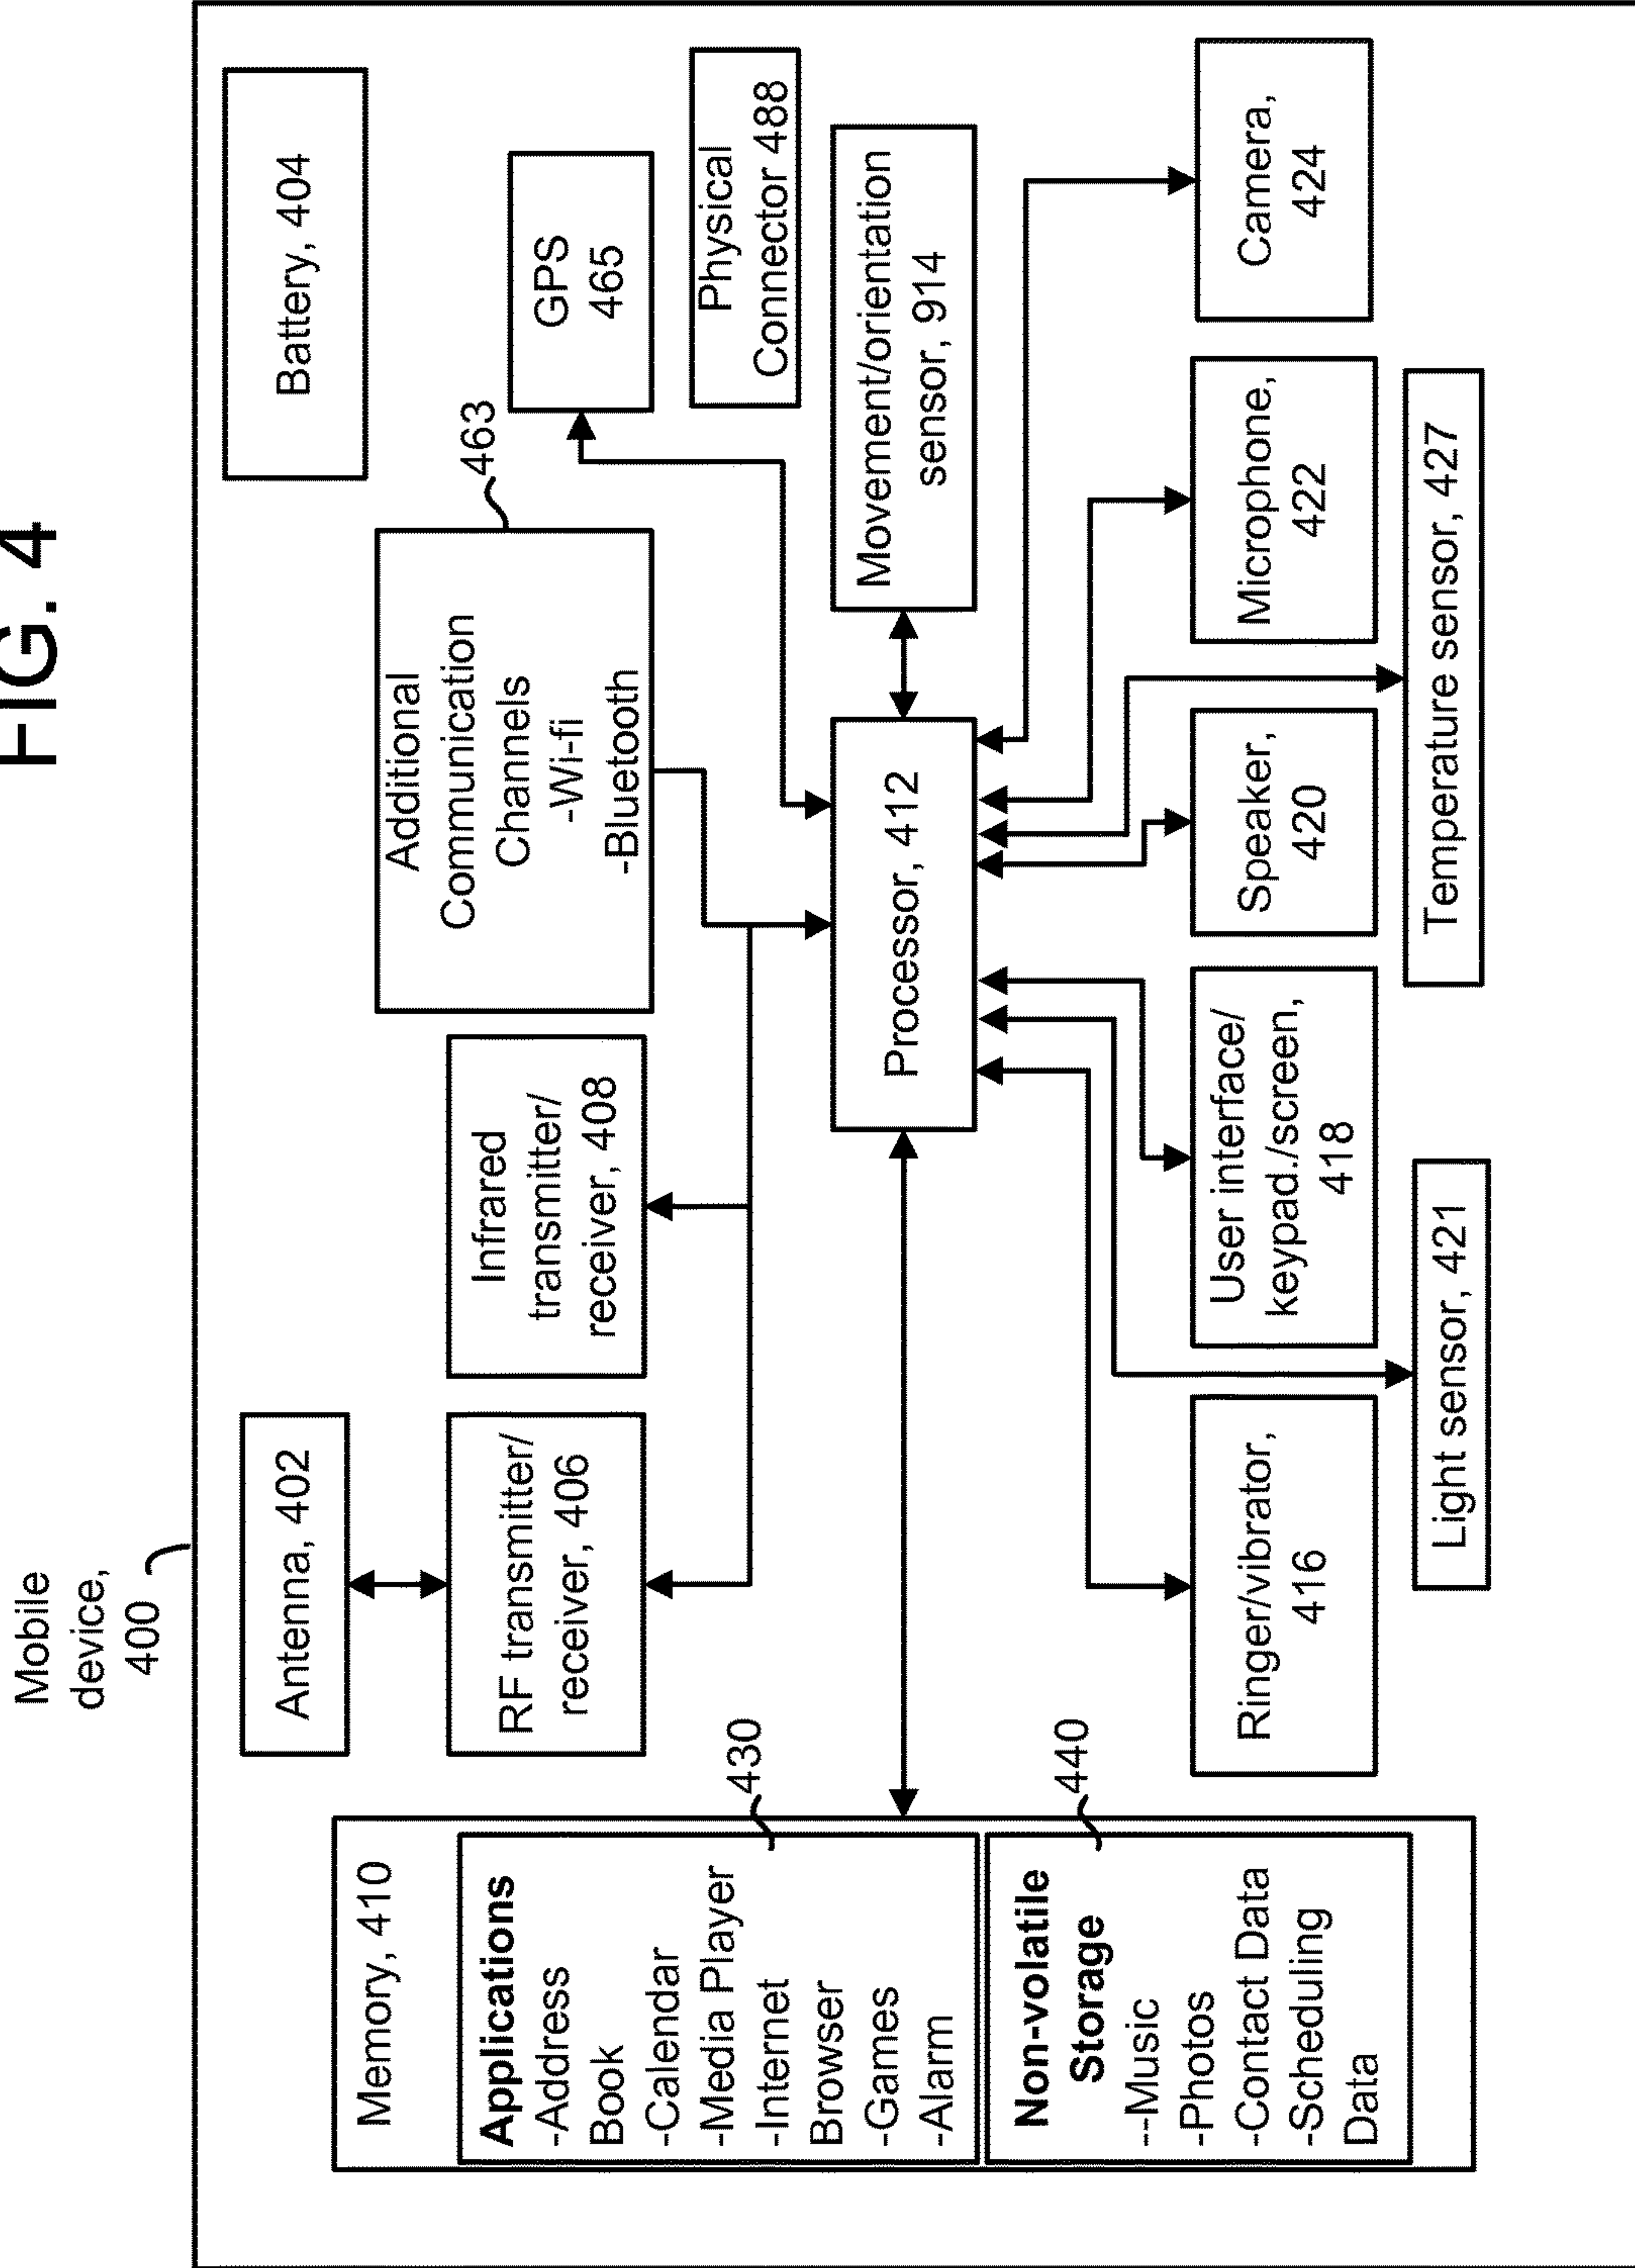 FIG. 4
Mobile
device,
400
Memory, 410
Applications
-Address
Book
-Calendar
-Media Player
-Internet
Browser
-Games
-Alarm
430
Non-volatile
Storage
--Music
-Photos
-Contact Data
-Scheduling
Data
440
Antenna, 402
RF transmitter/
receiver, 406
Infrared
transmitter/
receiver, 408
Additional
Communication
Channels
-Wi-fi
-Bluetooth
463
Battery, 404
GPS
465
Physical
Connector 488
Processor, 412
Movement/orientation
sensor, 914
Ringer/vibrator,
416
User interface/
keypad./screen,
418
Speaker,
420
Microphone,
422
Camera,
424
Light sensor, 421
Temperature sensor, 427